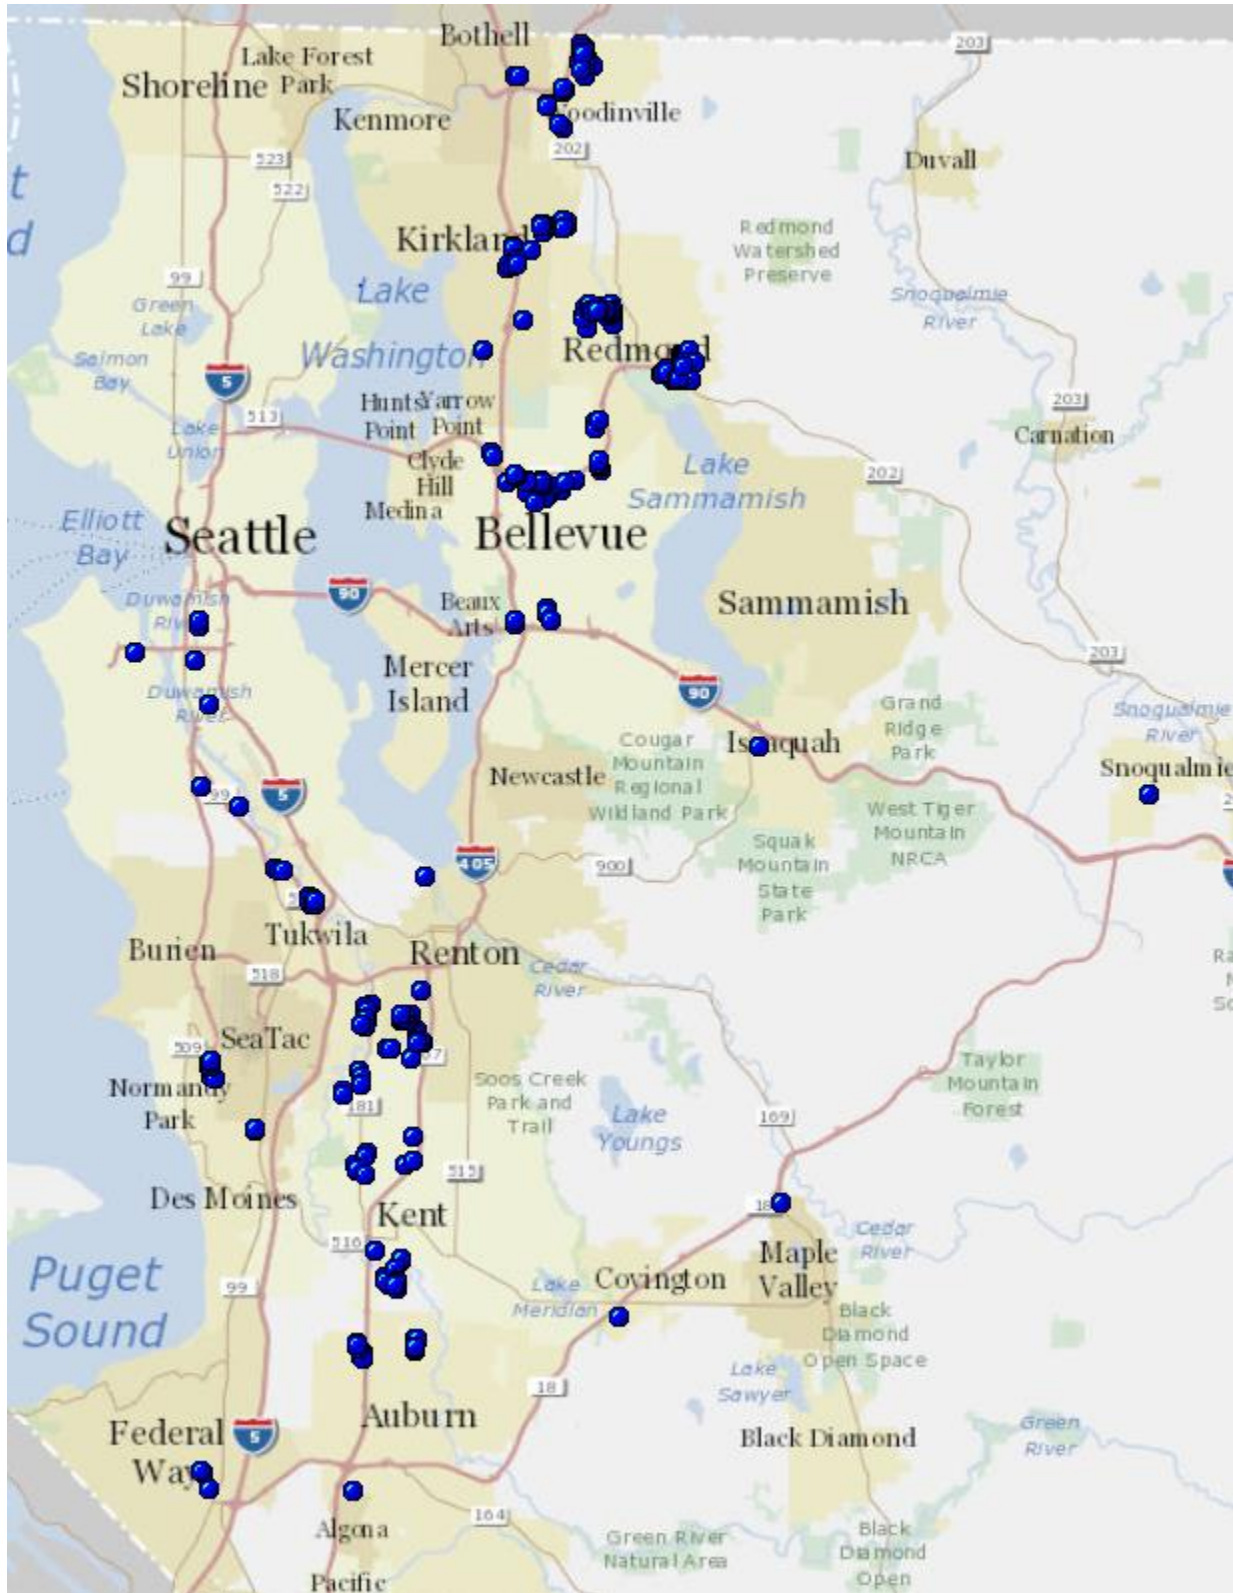 Bothell
203
Lake Forest
Shoreline Park
Kenmore
oodinville
523
202
Duvall
522
Redmond
Watershed
Preserve
Kirkland
99
Lake
Washington
Green
Lake
Snoqualmie
River
Salmon
Bay
Redmond
5
Hunts Yarrow
Point Point
203
513
Lake
Union
Carnation
Clyde
Hill
Lake
Sammamish
202
Medina
Elliott
Bay
Seattle
Bellevue
Duwamish
River
90
Beaux
Arts
Sammamish
203
Mercer
Island
Duwamish
River
90
Grand
Ridge
Park
Snoqualmie
River
Cougar
Mountain
Regional
Wildland Park
Issaquah
Newcastle
Snoqualmie
99
5
West Tiger
Mountain
NRCA
Squak
Mountain
State
Park
405
900
Tukwila
Burien
Renton
518
Cedar
River
SeaTac
509
Normandy
Park
181
Soos Creek
Park and
Trail
Taylor
Mountain
Forest
Lake
Youngs
169
515
Des Moines
Kent
18
516
Cedar
River
Maple
Valley
Puget
Sound
99
Lake
Meridian
Covington
Black
Diamond
Open Space
Lake
Sawyer
18
Auburn
Federal
Way
5
Black Diamond
Green
River
164
Algona
Green River
Natural Area
Black
Diamond
Open
Pacific